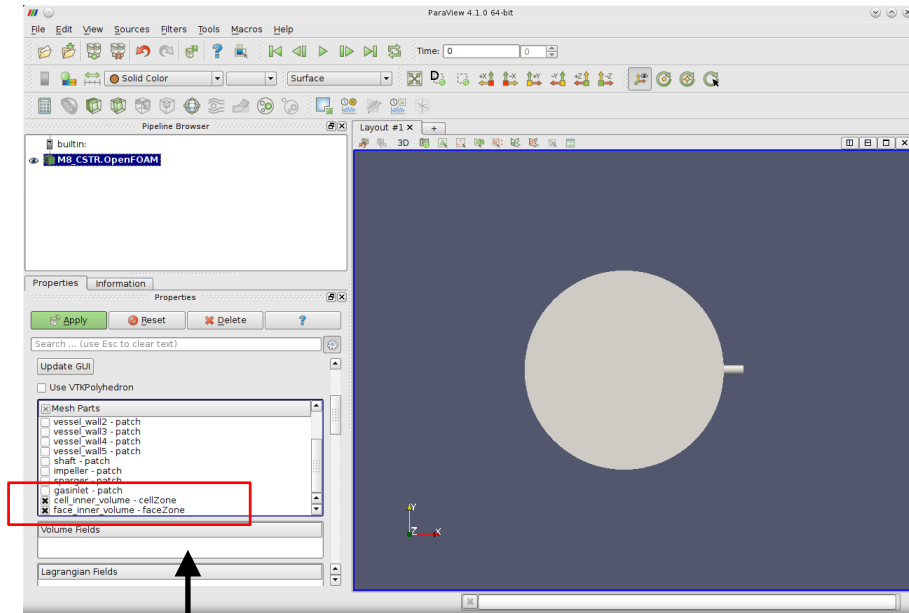 ParaView 4.1.0 64-bit
File Edit View Sources Filters Tools Macros Help
Time: 0 0
Solid Color Surface
Pipeline Browser
builtin:
M8_CSTR.OpenFOAM
Layout #1 +
3D
Properties Information
Properties
Apply Reset Delete ?
Search ... (use Esc to clear text)
Update GUI
Use VTKPolyhedron
Mesh Parts
vessel_wall2 - patch
vessel_wall3 - patch
vessel_wall4 - patch
vessel_wall5 - patch
shaft - patch
impeller - patch
sparger - patch
gasinlet - patch
cell_inner_volume - cellZone
face_inner_volume - faceZone
Volume Fields
Lagrangian Fields
Y
Z X